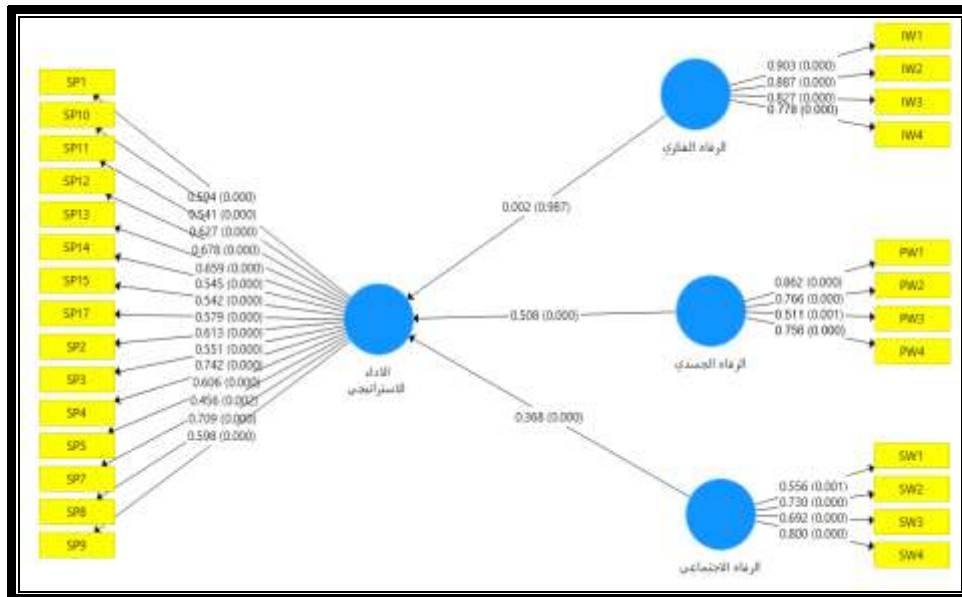 SP1
SP10
SP11
SP12
SP13
SP14
SP15
SP17
SP2
SP3
SP4
SP5
SP7
SP8
SP9
0.504 (0.000)
0.541 (0.000)
0.627 (0.000)
0.678 (0.000)
0.659 (0.000)
0.545 (0.000)
0.542 (0.000)
0.579 (0.000)
0.613 (0.000)
0.551 (0.000)
0.742 (0.000)
0.606 (0.000)
0.456 (0.002)
0.709 (0.000)
0.598 (0.000)
الاداء
الاستراتيجي
0.002 (0.987)
0.508 (0.000)
0.368 (0.000)
الرفاه الفكري
الرفاه الجسدي
الرفاه الاجتماعي
0.903 (0.000)
0.887 (0.000)
0.827 (0.000)
0.778 (0.000)
IW1
IW2
IW3
IW4
0.862 (0.000)
0.766 (0.000)
0.511 (0.001)
0.758 (0.000)
PW1
PW2
PW3
PW4
0.556 (0.001)
0.730 (0.000)
0.692 (0.000)
0.800 (0.000)
SW1
SW2
SW3
SW4